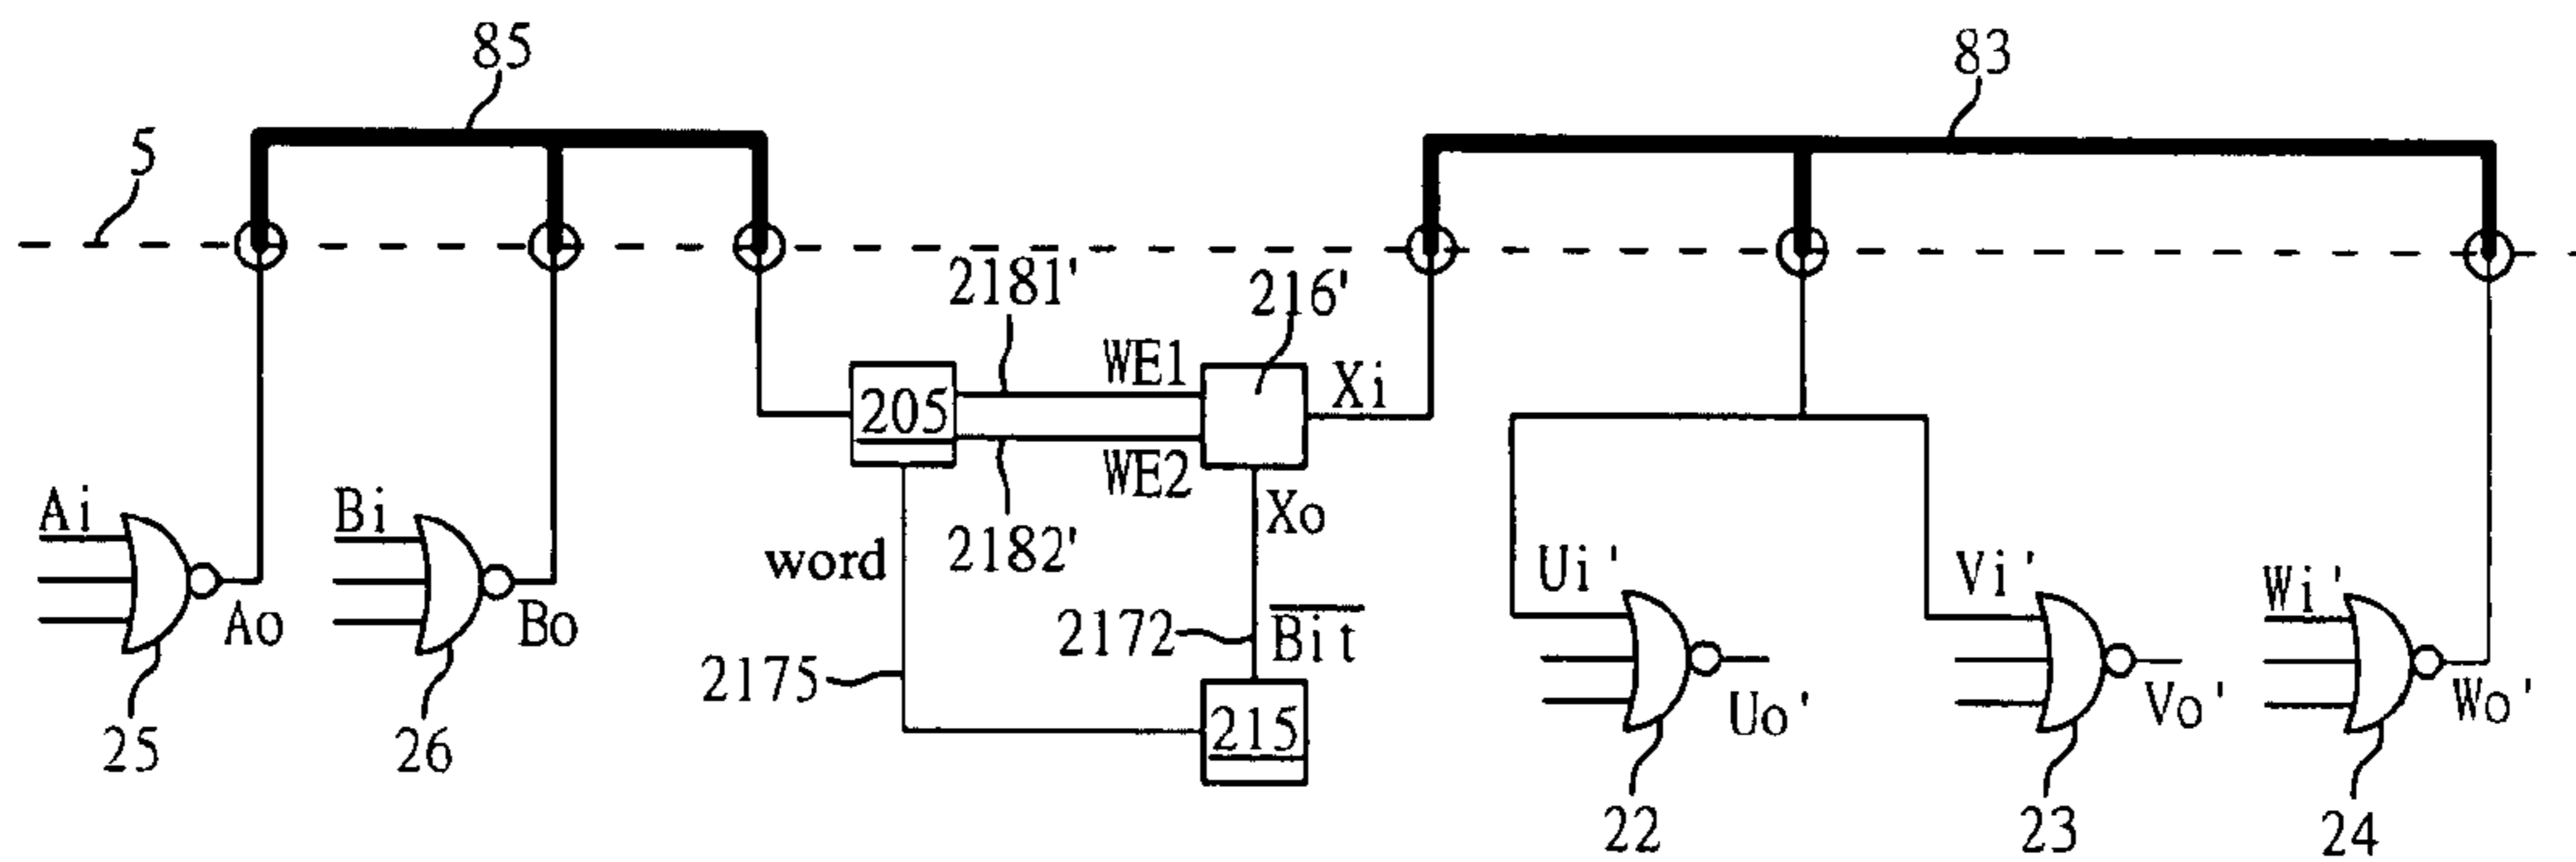 85
83
5
2181'
216'
WE1
Xi
205
WE2
Xo
Ai
Bi
2182'
word
Ui'
Vi'
Wi'
Ao
Bo
2172
B̅i̅t̅
2175
215
Uo'
Vo'
Wo'
25
26
22
23
24